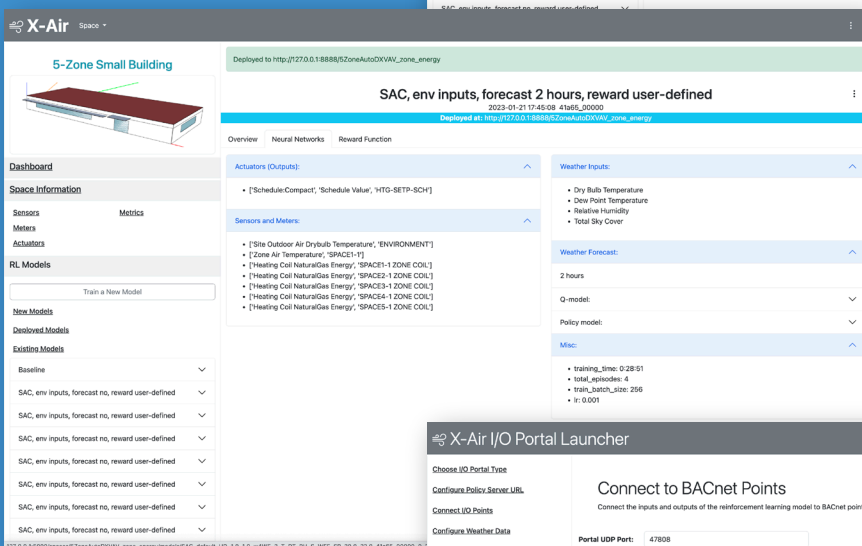 SAC, env inputs, forecast no, reward user-defined
X-Air Space
5-Zone Small Building
Dashboard
Space Information
Sensors Metrics
Meters
Actuators
RL Models
Train a New Model
New Models
Deployed Models
Existing Models
Baseline
SAC, env inputs, forecast no, reward user-defined
SAC, env inputs, forecast no, reward user-defined
SAC, env inputs, forecast no, reward user-defined
SAC, env inputs, forecast no, reward user-defined
SAC, env inputs, forecast no, reward user-defined
SAC, env inputs, forecast no, reward user-defined
SAC, env inputs, forecast no, reward user-defined
Deployed to http://127.0.0.1:8888/5ZoneAutoDXVAV_zone_energy
SAC, env inputs, forecast 2 hours, reward user-defined
2023-01-21 17:45:08 41a65_00000
Deployed at: http://127.0.0.1:8888/5ZoneAutoDXVAV_zone_energy
Overview Neural Networks Reward Function
Actuators (Outputs):
• ['Schedule:Compact', 'Schedule Value', 'HTG-SETP-SCH']
Sensors and Meters:
• ['Site Outdoor Air Drybulb Temperature', 'ENVIRONMENT']
• ['Zone Air Temperature', 'SPACE1-1']
• ['Heating Coil NaturalGas Energy', 'SPACE1-1 ZONE COIL']
• ['Heating Coil NaturalGas Energy', 'SPACE2-1 ZONE COIL']
• ['Heating Coil NaturalGas Energy', 'SPACE3-1 ZONE COIL']
• ['Heating Coil NaturalGas Energy', 'SPACE4-1 ZONE COIL']
• ['Heating Coil NaturalGas Energy', 'SPACE5-1 ZONE COIL']
Weather Inputs:
• Dry Bulb Temperature
• Dew Point Temperature
• Relative Humidity
• Total Sky Cover
Weather Forecast:
2 hours
Q-model:
Policy model:
Misc:
• training_time: 0:28:51
• total_episodes: 4
• train_batch_size: 256
• lr: 0.001
X-Air I/O Portal Launcher
Choose I/O Portal Type
Configure Policy Server URL
Connect I/O Points
Configure Weather Data
Connect to BACnet Points
Connect the inputs and outputs of the reinforcement learning model to BACnet poin
Portal UDP Port: 47808